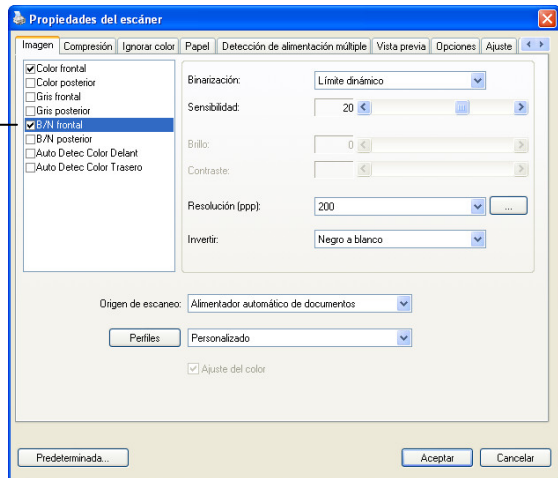 Propiedades del escáner
Imagen Compresión Ignorar color Papel Detección de alimentación múltiple Vista previa Opciones Ajuste
Color frontal
Color posterior
Gris frontal
Gris posterior
B/N frontal
B/N posterior
Auto Detec Color Delant
Auto Detec Color Trasero
Binarización: Límite dinámico
Sensibilidad: 20
Brillo: 0
Contraste:
Resolución (ppp): 200 ...
Invertir: Negro a blanco
Origen de escaneo: Alimentador automático de documentos
Perfiles Personalizado
Ajuste del color
Predeterminada... Aceptar Cancelar